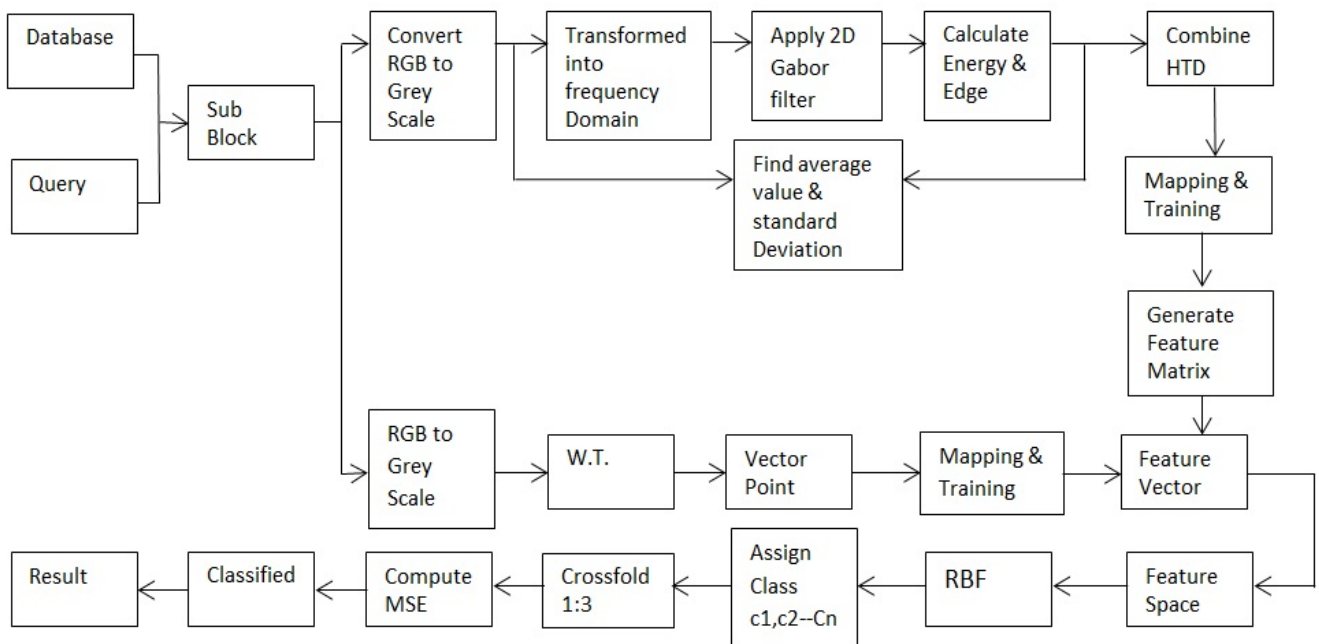 Database
Query
Sub
Block
Convert
RGB to
Grey
Scale
Transformed
into
frequency
Domain
Apply 2D
Gabor
filter
Calculate
Energy &
Edge
Combine
HTD
Find average
value &
standard
Deviation
Mapping &
Training
Generate
Feature
Matrix
RGB to
Grey
Scale
W.T.
Vector
Point
Mapping &
Training
Feature
Vector
Feature
Space
RBF
Assign
Class
c1,c2--Cn
Crossfold
1:3
Compute
MSE
Classified
Result